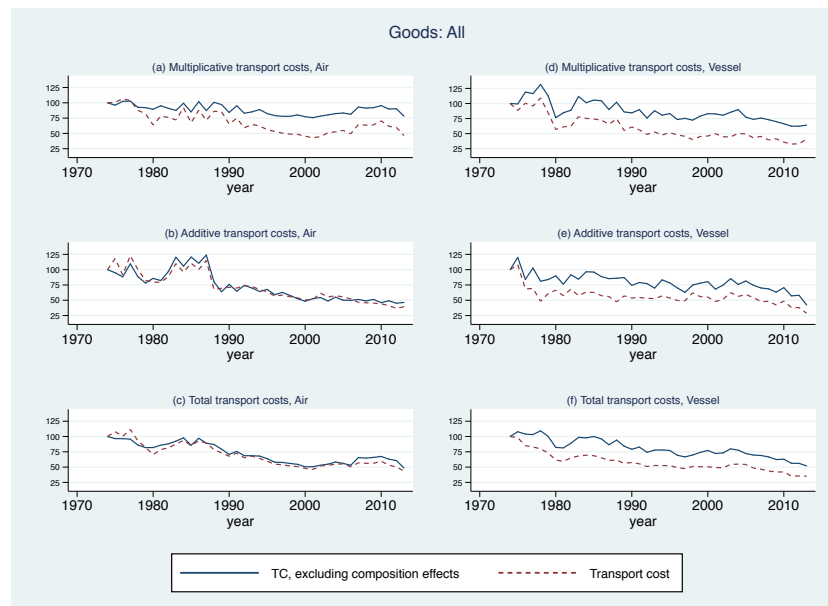 Goods: All
(a) Multiplicative transport costs, Air
125
100
75
50
25
1970 1980 1990 2000 2010
year
(d) Multiplicative transport costs, Vessel
125
100
75
50
25
1970 1980 1990 2000 2010
year
(b) Additive transport costs, Air
125
100
75
50
25
1970 1980 1990 2000 2010
year
(e) Additive transport costs, Vessel
125
100
75
50
25
1970 1980 1990 2000 2010
year
(c) Total transport costs, Air
125
100
75
50
25
1970 1980 1990 2000 2010
year
(f) Total transport costs, Vessel
125
100
75
50
25
1970 1980 1990 2000 2010
year
TC, excluding composition effects Transport cost